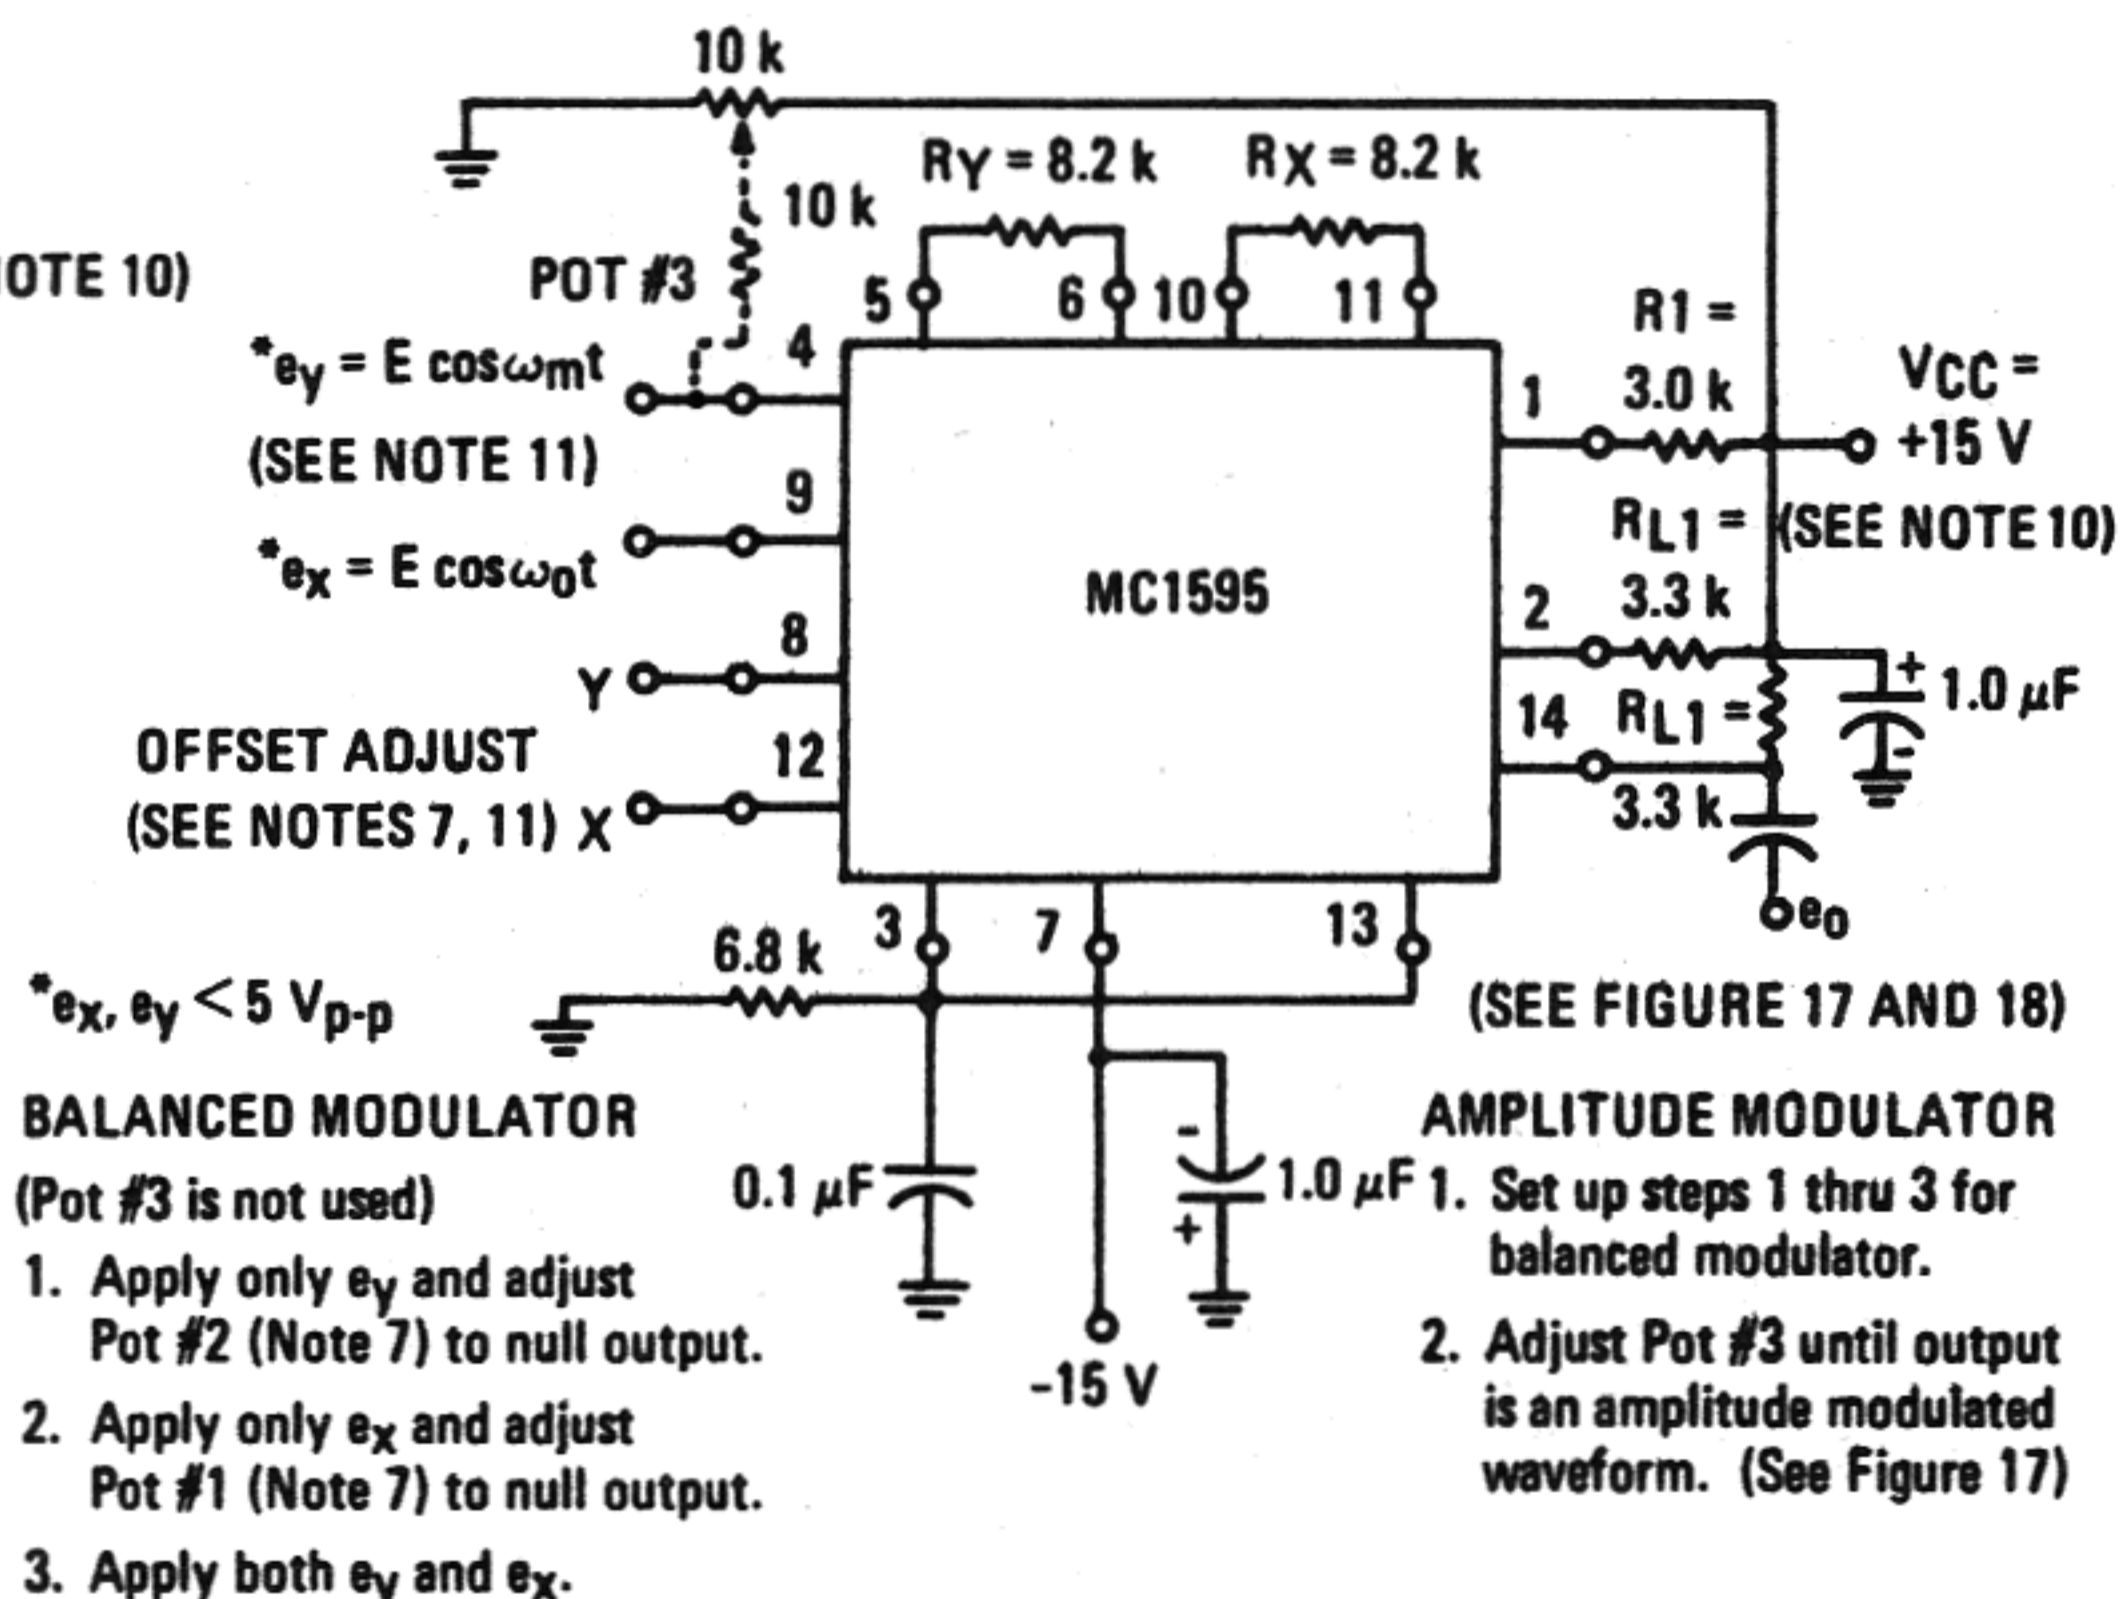 10 k
RY = 8.2 k
RX = 8.2 k
10 k
OTE 10)
POT #3
5
6
10
11
R1 =
3.0 k
*ey = E cosωmt
4
1
VCC =
+15 V
(SEE NOTE 11)
9
RL1 =
(SEE NOTE 10)
*ex = E cosωot
MC1595
2
3.3 k
8
Y
14
RL1 =
+
1.0 μF
-
OFFSET ADJUST
12
(SEE NOTES 7, 11)
X
3.3 k
eo
3
7
13
6.8 k
*ex, ey < 5 Vp-p
(SEE FIGURE 17 AND 18)
BALANCED MODULATOR
(Pot #3 is not used)
1. Apply only ey and adjust
Pot #2 (Note 7) to null output.
2. Apply only ex and adjust
Pot #1 (Note 7) to null output.
3. Apply both ey and ex.
0.1 μF
-
1.0 μF
+
-15 V
AMPLITUDE MODULATOR
1. Set up steps 1 thru 3 for
balanced modulator.
2. Adjust Pot #3 until output
is an amplitude modulated
waveform. (See Figure 17)